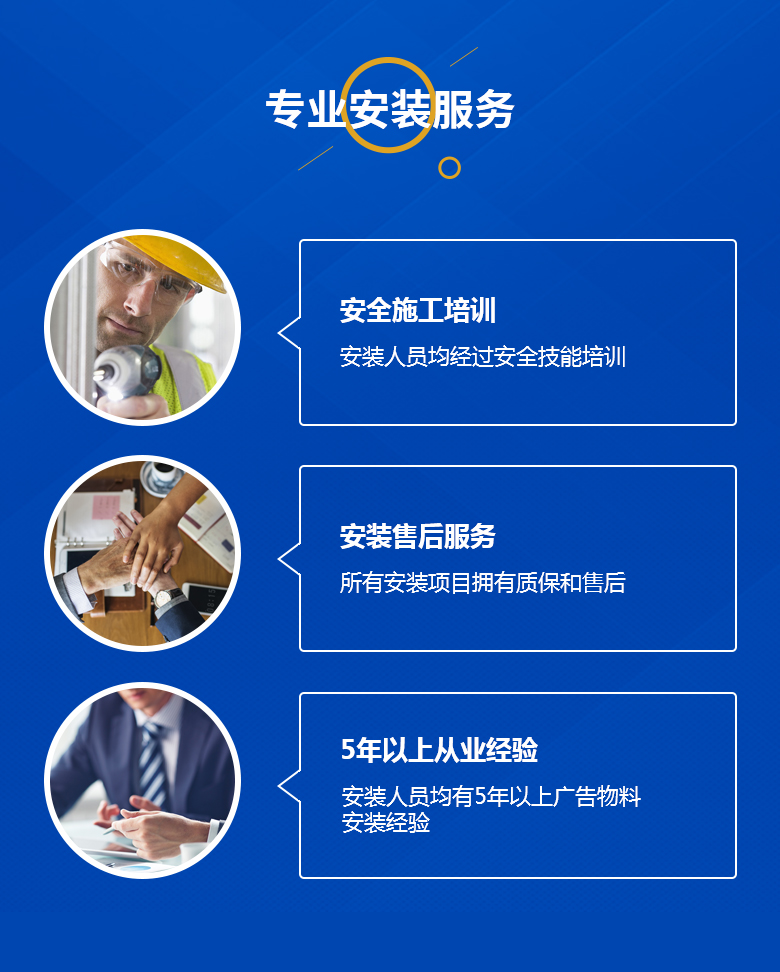 专业安装服务
安全施工培训
安装人员均经过安全技能培训
安装售后服务
所有安装项目拥有质保和售后
5年以上从业经验
安装人员均有5年以上广告物料
安装经验